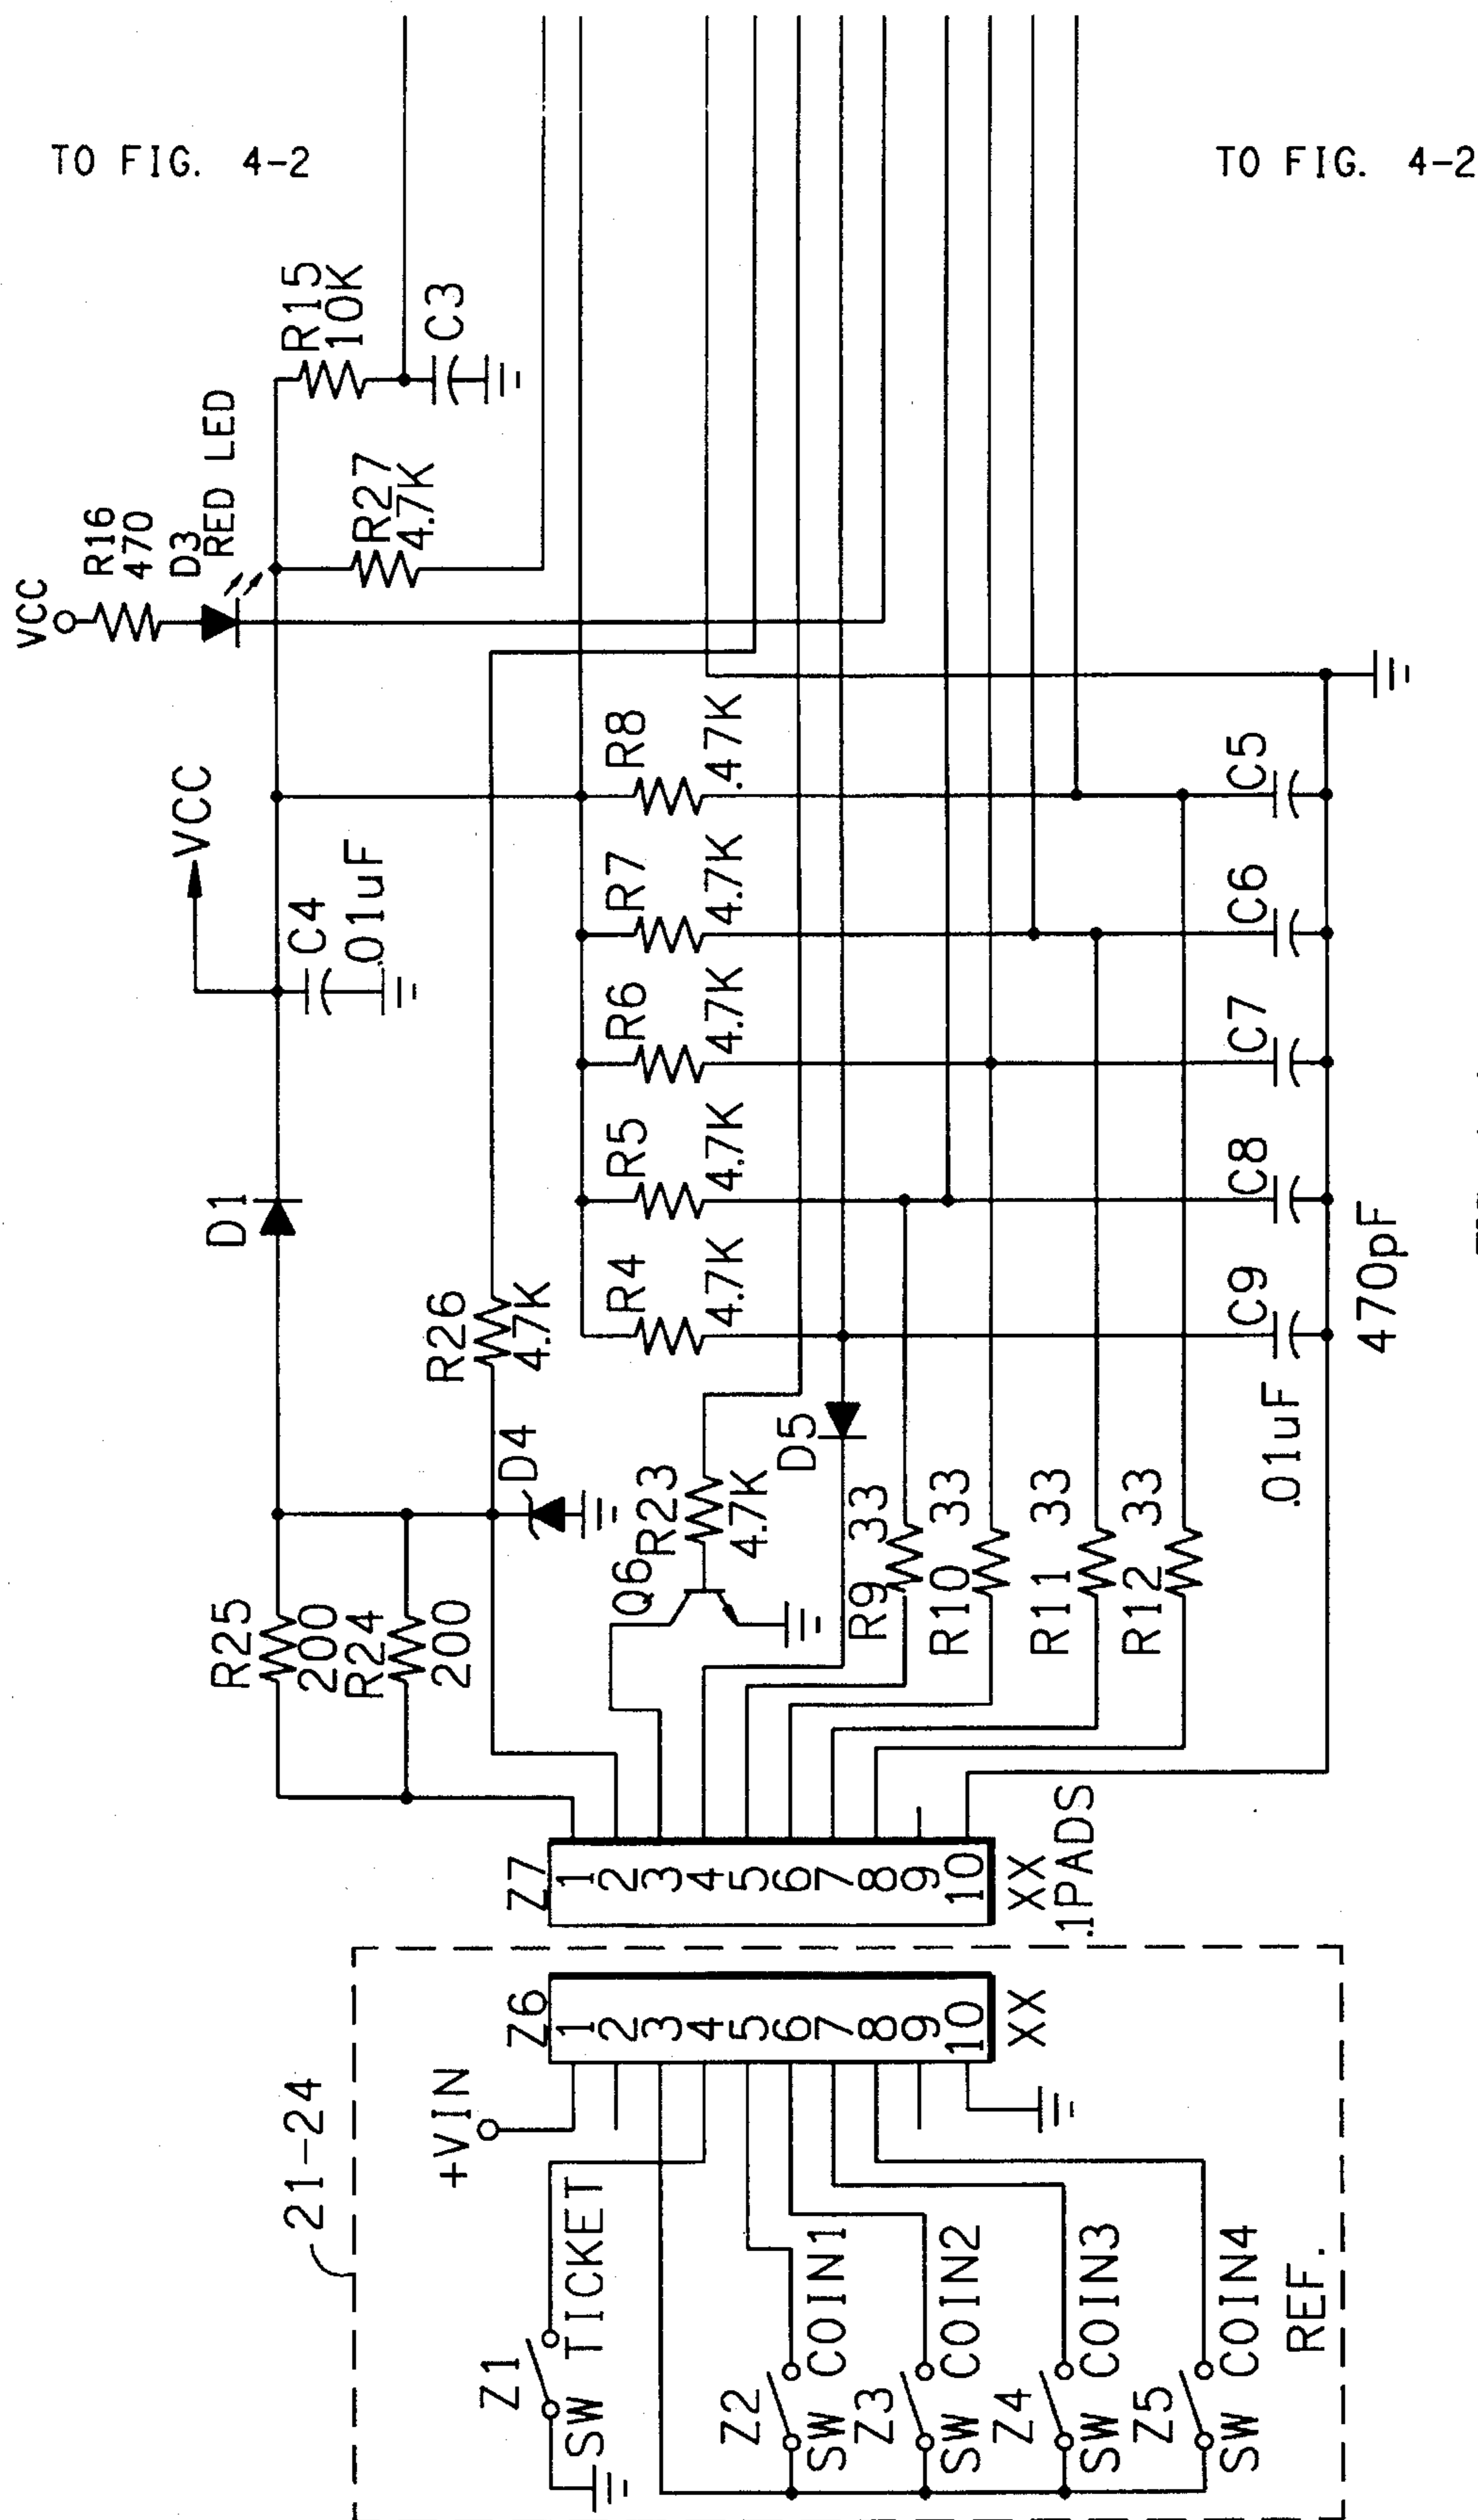 TO FIG. 4-2
TO FIG. 4-2
VCC
R16
470
D3
RED LED
R15
10K
C3
R27
4.7K
VCC
C4
.01uF
D1
R26
4.7K
D4
R25
200
R24
200
R8
.47K
R7
4.7K
R6
4.7K
R5
4.7K
R4
4.7K
C5
C6
C7
C8
C9
470pF
.01uF
Q6
R23
4.7K
D5
R9 33
R10 33
R11 33
R12 33
Z7
1
2
3
4
5
6
7
8
9
10
XX
.1PADS
Z6
1
2
3
4
5
6
7
8
9
10
XX
21-24
+VIN
Z1
SW TICKET
Z2
SW COIN1
Z3
SW COIN2
Z4
SW COIN3
Z5
SW COIN4
REF.